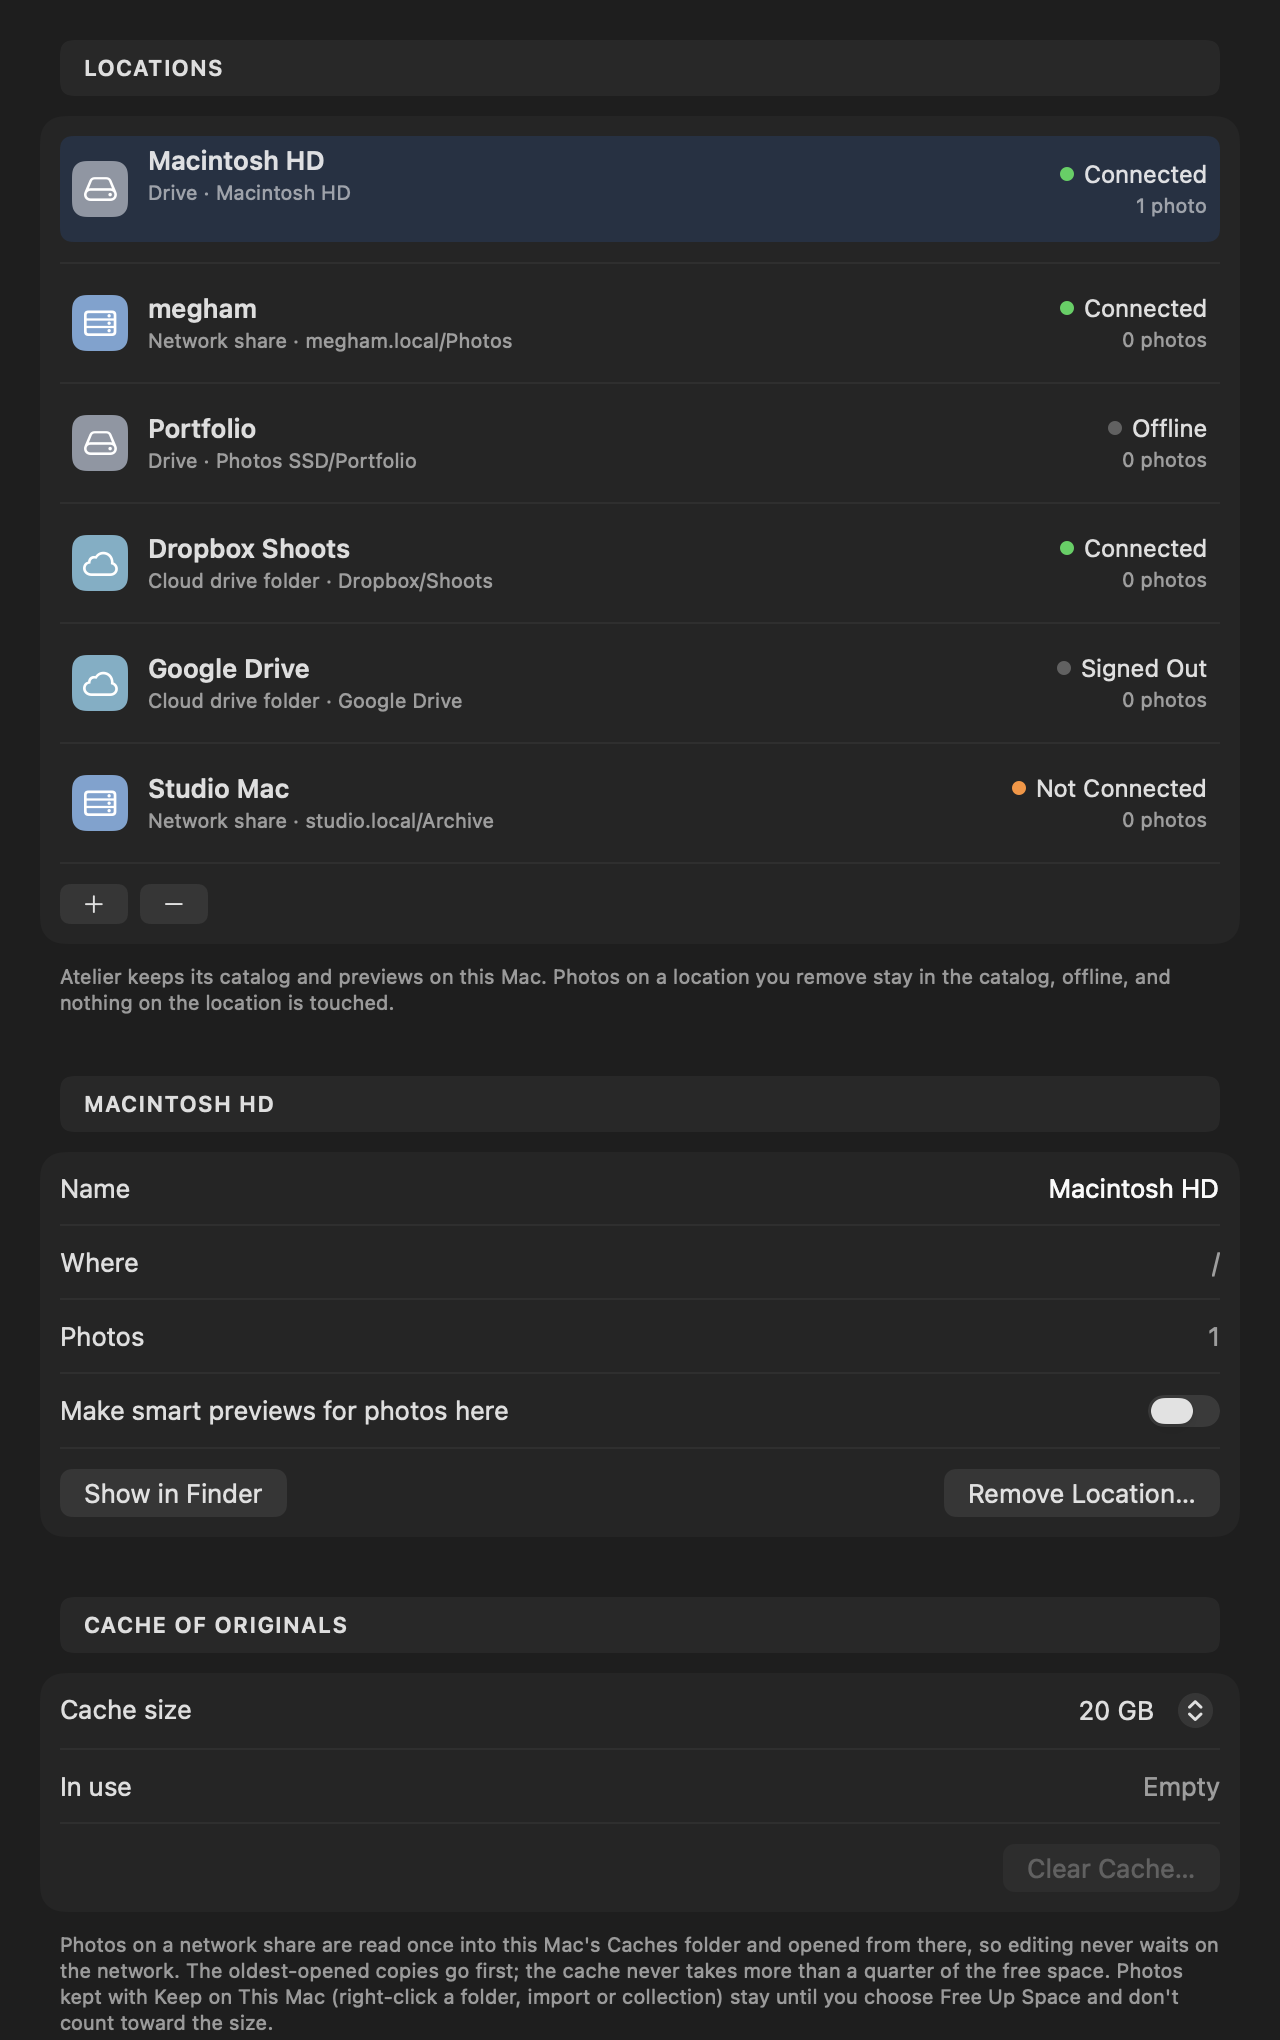 LOCATIONS
Macintosh HD
Drive · Macintosh HD
Connected
1 photo
megham
Network share · megham.local/Photos
Connected
0 photos
Portfolio
Drive · Photos SSD/Portfolio
Offline
0 photos
Dropbox Shoots
Cloud drive folder · Dropbox/Shoots
Connected
0 photos
Google Drive
Cloud drive folder · Google Drive
Signed Out
0 photos
Studio Mac
Network share · studio.local/Archive
Not Connected
0 photos
+ −
Atelier keeps its catalog and previews on this Mac. Photos on a location you remove stay in the catalog, offline, and
nothing on the location is touched.
MACINTOSH HD
Name Macintosh HD
Where /
Photos 1
Make smart previews for photos here
Show in Finder Remove Location...
CACHE OF ORIGINALS
Cache size 20 GB
In use Empty
Clear Cache...
Photos on a network share are read once into this Mac's Caches folder and opened from there, so editing never waits on
the network. The oldest-opened copies go first; the cache never takes more than a quarter of the free space. Photos
kept with Keep on This Mac (right-click a folder, import or collection) stay until you choose Free Up Space and don't
count toward the size.